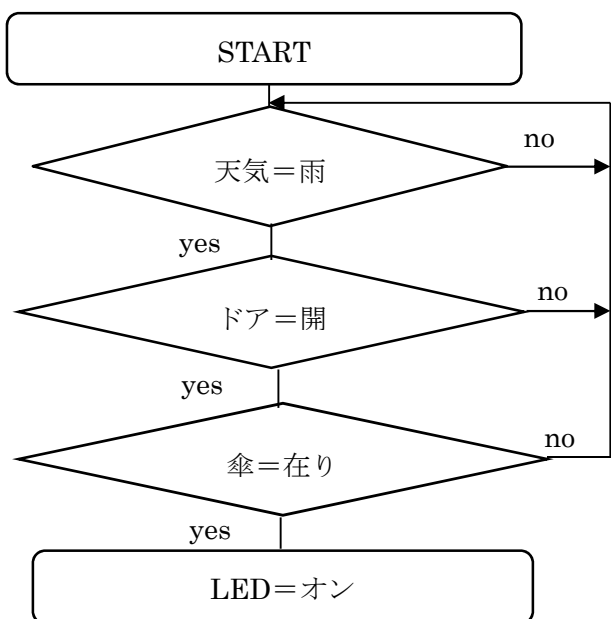 START
天気＝雨
no
yes
ドア＝開
no
yes
傘＝在り
no
yes
LED＝オン